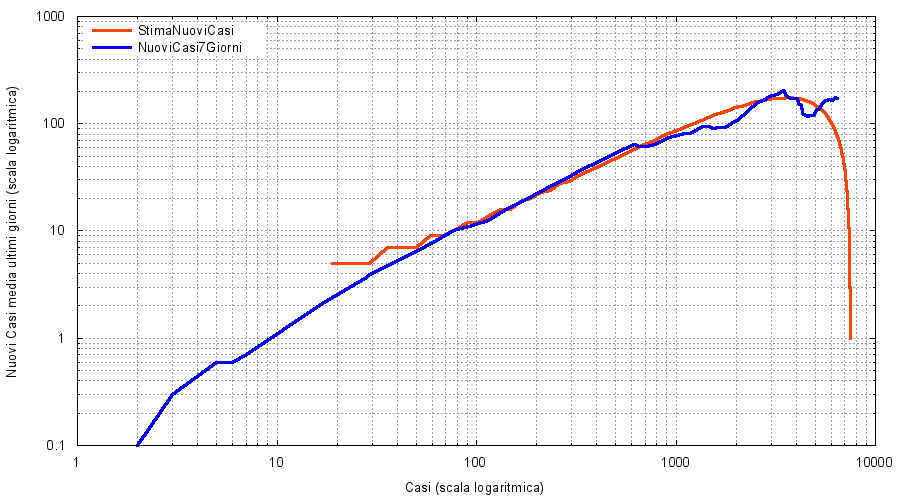 1000
StimaNuoviCasi
NuoviCasi7Giorni
100
10
1
0.1
Nuovi Casi media ultimi giorni (scala logaritmica)
1 10 100 1000 10000
Casi (scala logaritmica)